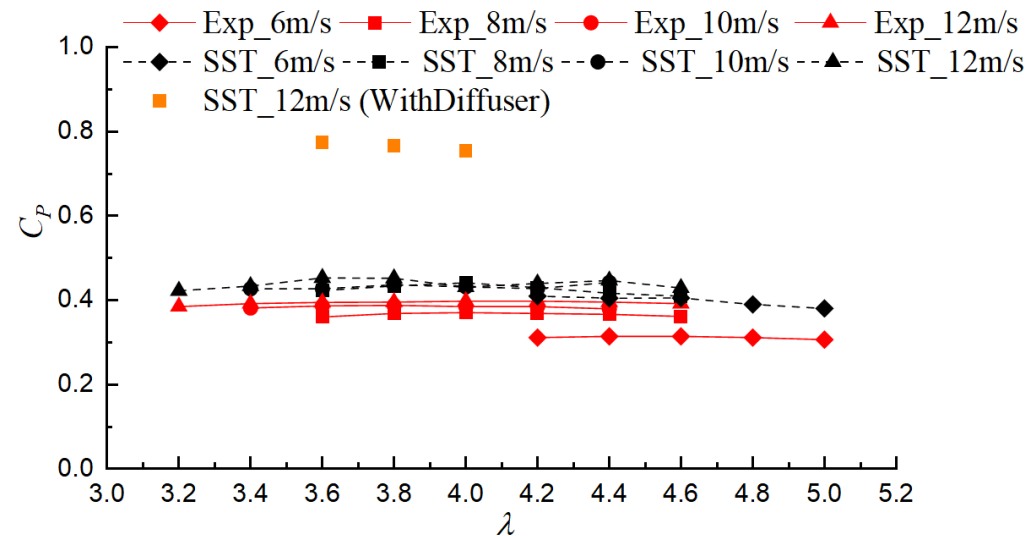 Exp_6m/s Exp_8m/s Exp_10m/s Exp_12m/s
SST_6m/s SST_8m/s SST_10m/s SST_12m/s
SST_12m/s (WithDiffuser)
1.0
0.8
0.6
0.4
0.2
0.0
C_P
3.0 3.2 3.4 3.6 3.8 4.0 4.2 4.4 4.6 4.8 5.0 5.2
λ